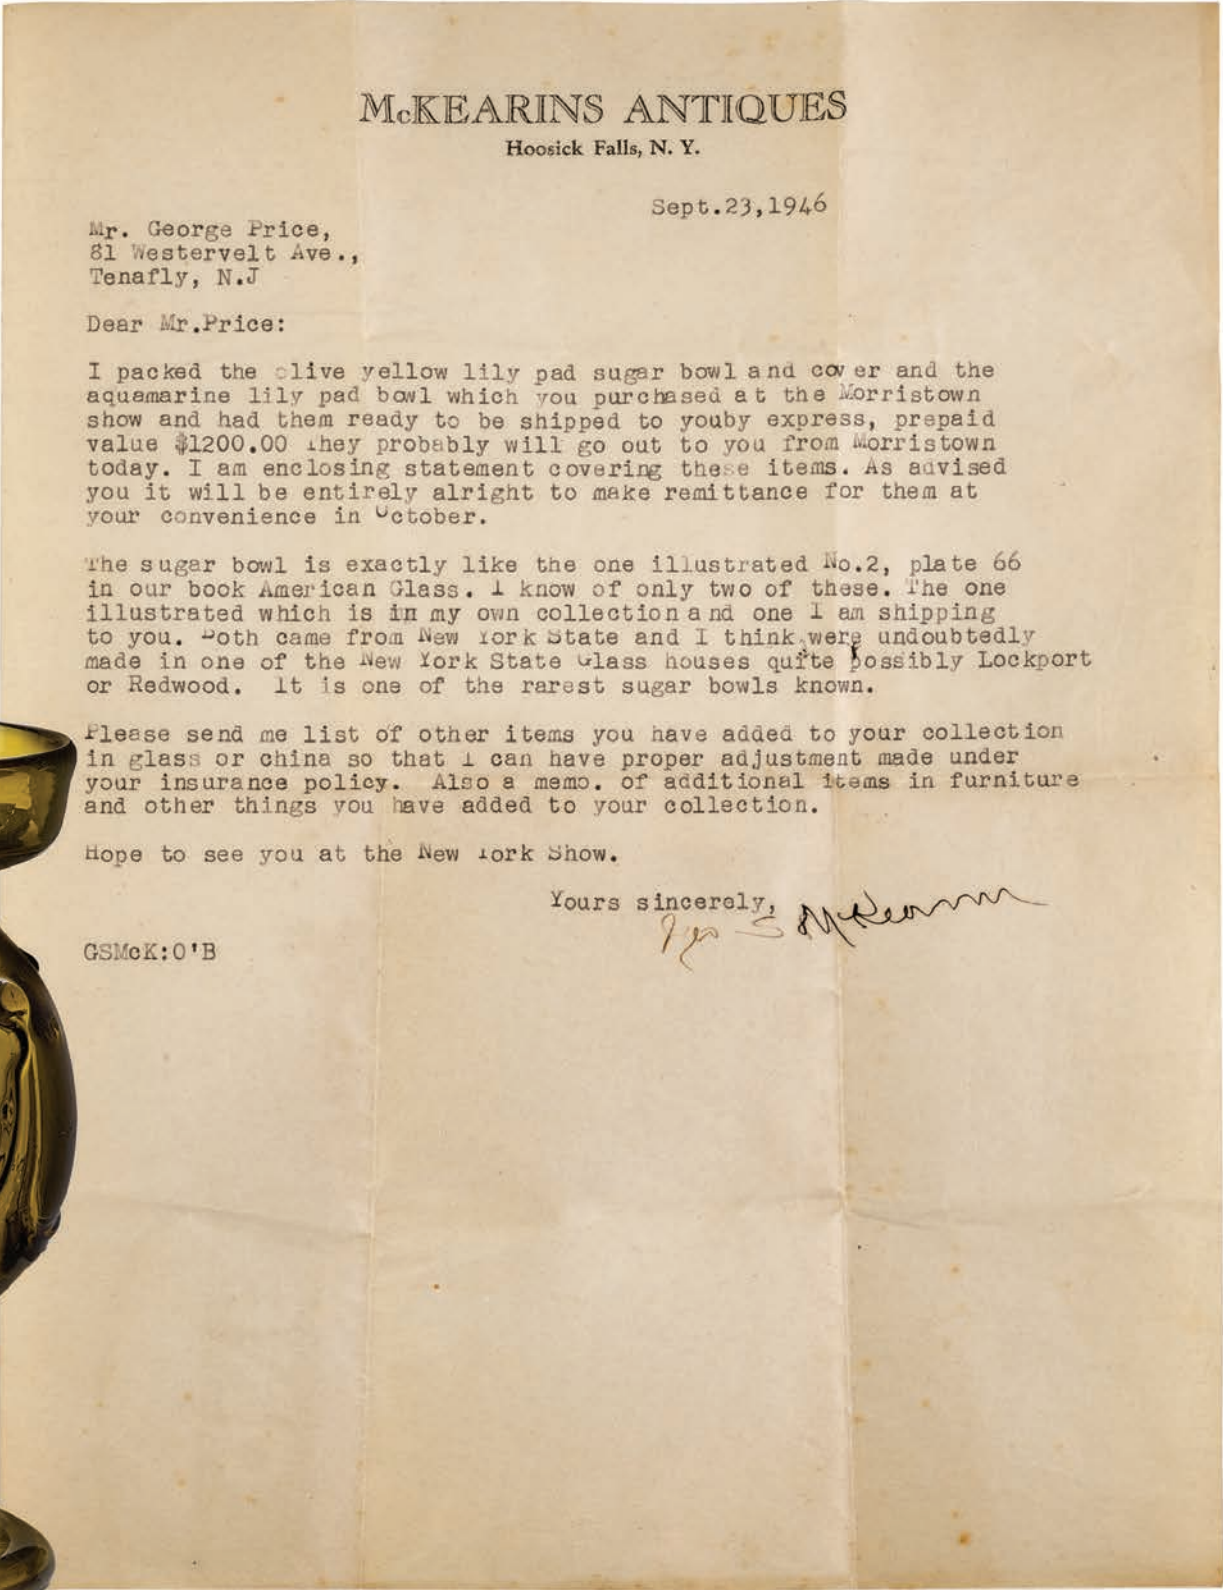 McKEARINS ANTIQUES
Hoosick Falls, N. Y.
Sept.23,1946
Mr. George Price,
81 Westervelt Ave.,
Tenafly, N.J
Dear Mr.Price:
I packed the olive yellow lily pad sugar bowl and cover and the
aquamarine lily pad bowl which you purchased at the Morristown
show and had them ready to be shipped to youby express, prepaid
value $1200.00 They probably will go out to you from Morristown
today. I am enclosing statement covering these items. As advised
you it will be entirely alright to make remittance for them at
your convenience in October.
The sugar bowl is exactly like the one illustrated No.2, plate 66
in our book American Glass. I know of only two of these. The one
illustrated which is in my own collection and one I am shipping
to you. Both came from New York State and I think were undoubtedly
made in one of the New York State Glass houses quite possibly Lockport
or Redwood. It is one of the rarest sugar bowls known.
Please send me list of other items you have added to your collection
in glass or china so that I can have proper adjustment made under
your insurance policy. Also a memo. of additional items in furniture
and other things you have added to your collection.
Hope to see you at the New York Show.
Yours sincerely,
Geo S McKearin
GSMcK:O'B